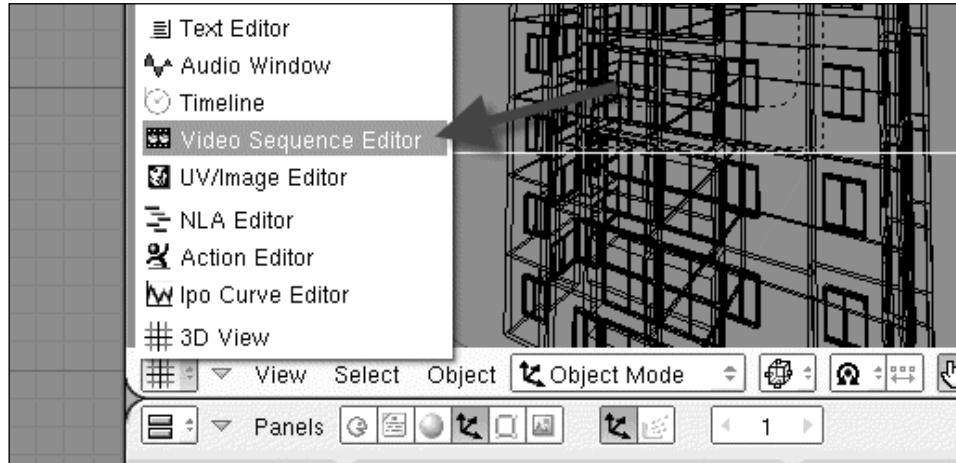 Text Editor
Audio Window
Timeline
Video Sequence Editor
UV/Image Editor
NLA Editor
Action Editor
Ipo Curve Editor
3D View
View Select Object Object Mode
Panels 1